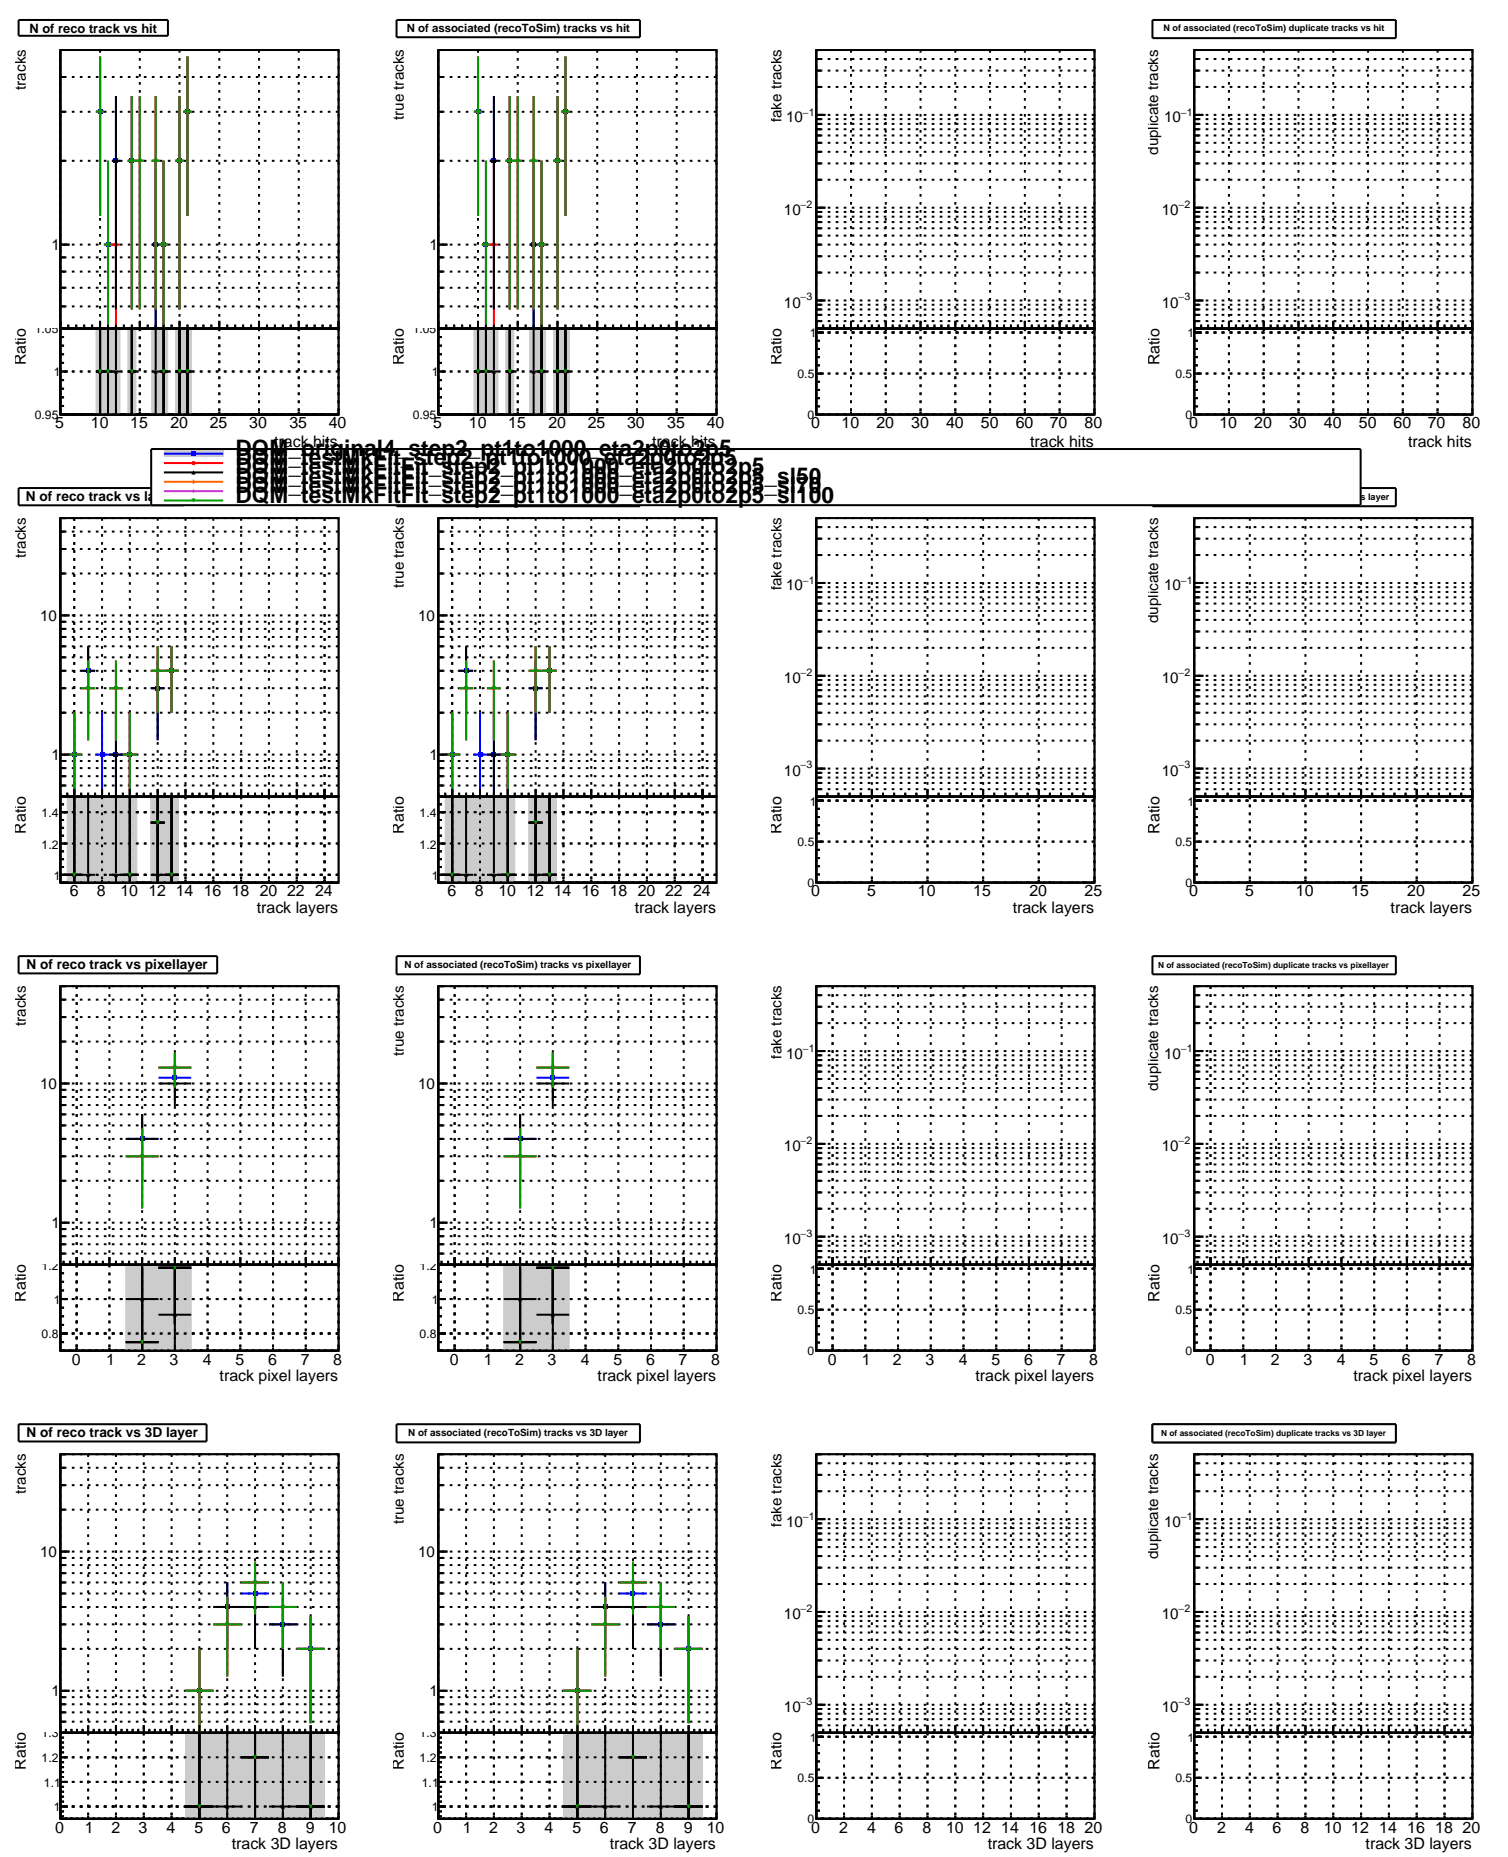 N of reco track vs hit
N of associated (recoToSim) tracks vs hit
N of associated (recoToSim) duplicate tracks vs hit
tracks
true tracks
fake tracks
duplicate tracks
1
1
10⁻¹
10⁻²
10⁻³
10⁻¹
10⁻²
10⁻³
Ratio
Ratio
Ratio
Ratio
1.05
1
0.95
1.05
1
0.95
1
0.5
0
1
0.5
0
5 10 15 20 25 30 35 40
5 10 15 20 25 30 35 40
0 10 20 30 40 50 60 70 80
0 10 20 30 40 50 60 70 80
track hits
track hits
track hits
track hits
DQM_original4_step2_pt1to1000_eta2p0to2p5
DQM_testMkFitFit_step2_pt1to1000_eta2p0to2p5_sl50
DQM_testMkFitFit_step2_pt1to1000_eta2p0to2p5_sl100
N of reco track vs
layer
tracks
true tracks
fake tracks
duplicate tracks
10
1
10
1
10⁻¹
10⁻²
10⁻³
10⁻¹
10⁻²
10⁻³
Ratio
Ratio
Ratio
Ratio
1.4
1.2
1
1.4
1.2
1
1
0.5
0
1
0.5
0
6 8 10 12 14 16 18 20 22 24
6 8 10 12 14 16 18 20 22 24
0 5 10 15 20 25
0 5 10 15 20 25
track layers
track layers
track layers
track layers
N of reco track vs pixellayer
N of associated (recoToSim) tracks vs pixellayer
N of associated (recoToSim) duplicate tracks vs pixellayer
tracks
true tracks
fake tracks
duplicate tracks
10
1
10
1
10⁻¹
10⁻²
10⁻³
10⁻¹
10⁻²
10⁻³
Ratio
Ratio
Ratio
Ratio
1.2
1
0.8
1.2
1
0.8
1
0.5
0
1
0.5
0
0 1 2 3 4 5 6 7 8
0 1 2 3 4 5 6 7 8
0 1 2 3 4 5 6 7 8
0 1 2 3 4 5 6 7 8
track pixel layers
track pixel layers
track pixel layers
track pixel layers
N of reco track vs 3D layer
N of associated (recoToSim) tracks vs 3D layer
N of associated (recoToSim) duplicate tracks vs 3D layer
tracks
true tracks
fake tracks
duplicate tracks
10
1
10
1
10⁻¹
10⁻²
10⁻³
10⁻¹
10⁻²
10⁻³
Ratio
Ratio
Ratio
Ratio
1.3
1.2
1.1
1
1.3
1.2
1.1
1
1
0.5
0
1
0.5
0
0 1 2 3 4 5 6 7 8 9 10
0 1 2 3 4 5 6 7 8 9 10
0 2 4 6 8 10 12 14 16 18 20
0 2 4 6 8 10 12 14 16 18 20
track 3D layers
track 3D layers
track 3D layers
track 3D layers